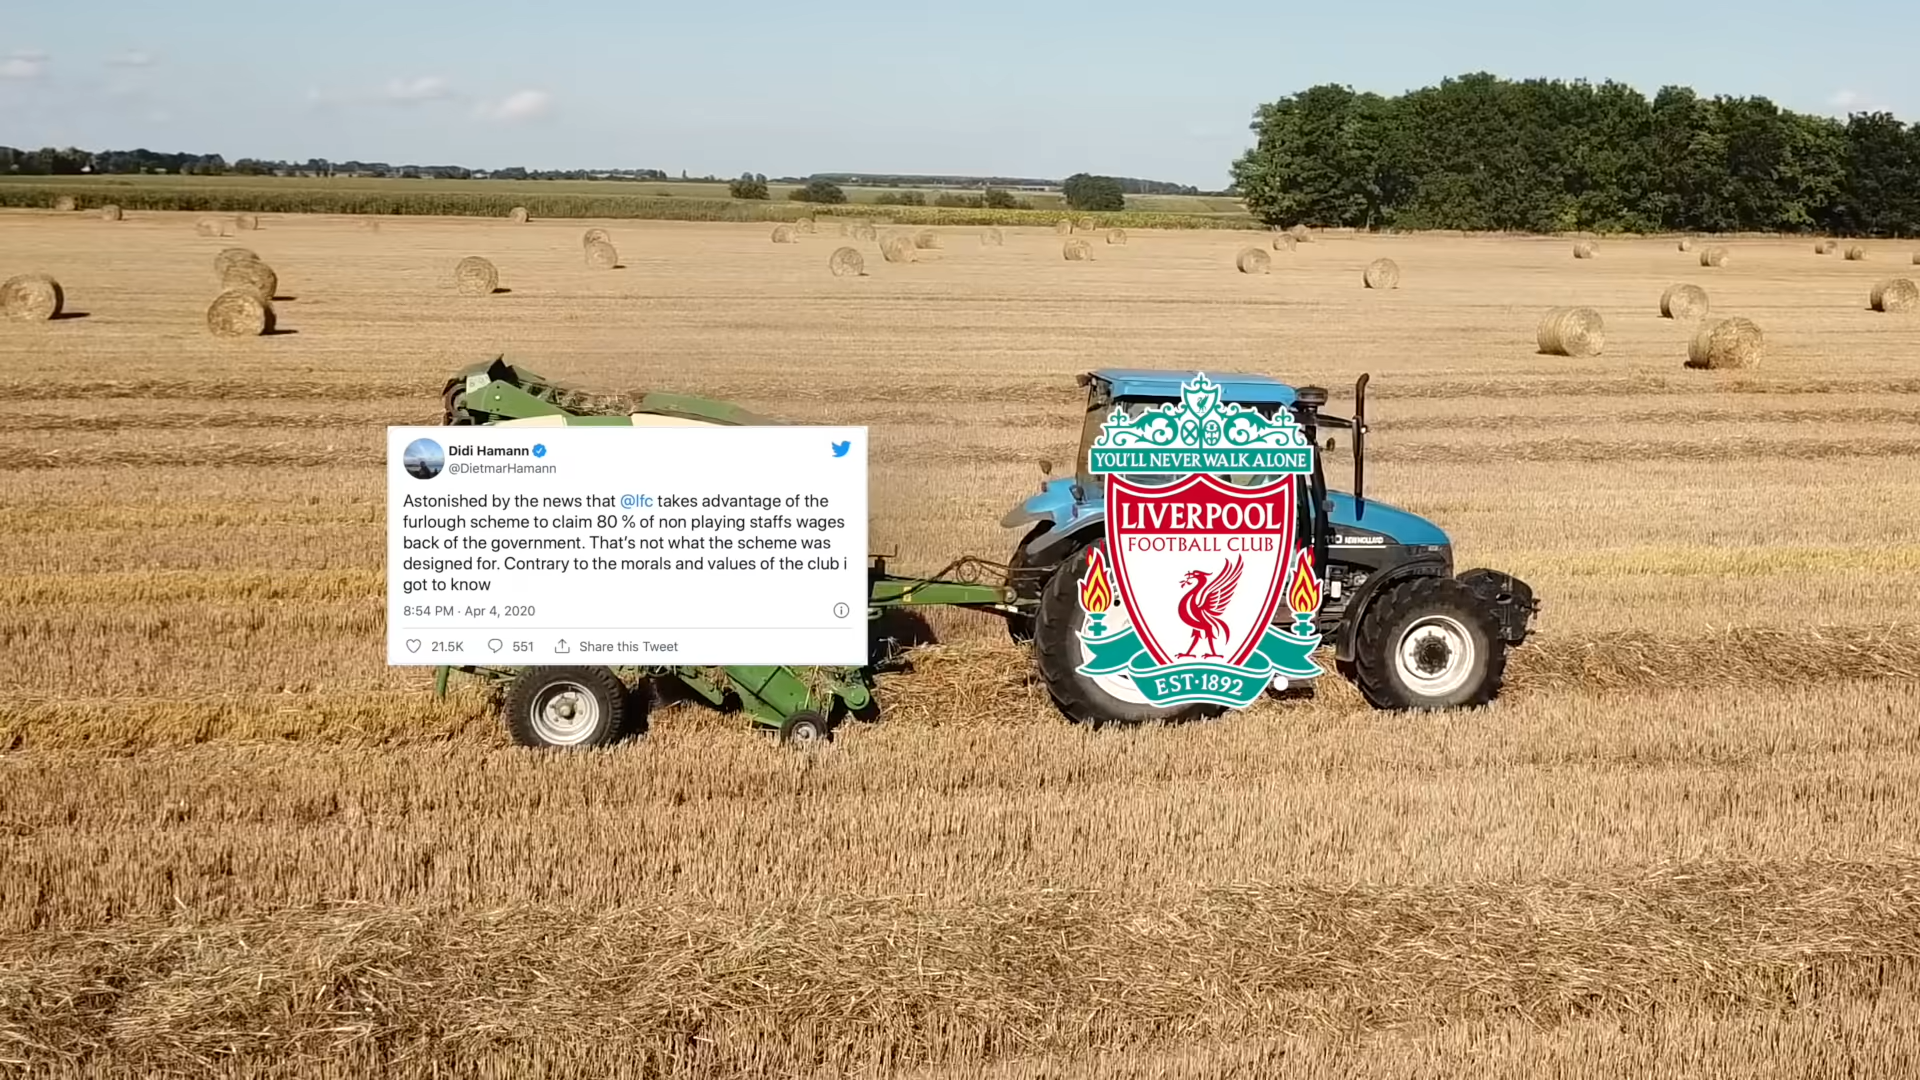 Didi Hamann
@DietmarHamann
Astonished by the news that @lfc takes advantage of the
furlough scheme to claim 80 % of non playing staffs wages
back of the government. That's not what the scheme was
designed for. Contrary to the morals and values of the club i
got to know
8:54 PM · Apr 4, 2020
21.5K
551
Share this Tweet
YOU'LL NEVER WALK ALONE
LIVERPOOL
FOOTBALL CLUB
EST·1892
NEW HOLLAND